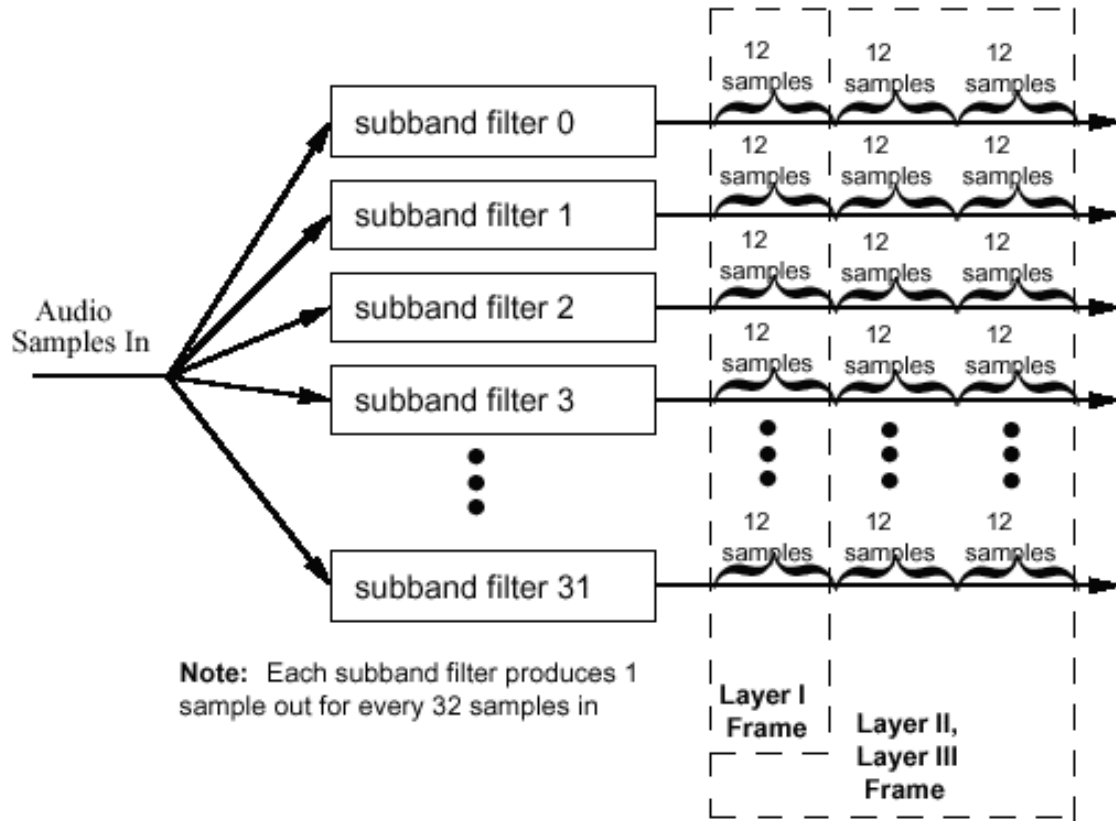 12 samples 12 samples 12 samples
subband filter 0
12 samples 12 samples 12 samples
subband filter 1
12 samples 12 samples 12 samples
subband filter 2
Audio
Samples In
12 samples 12 samples 12 samples
subband filter 3
12 samples 12 samples 12 samples
subband filter 31
Note: Each subband filter produces 1
sample out for every 32 samples in
Layer I
Frame
Layer II,
Layer III
Frame